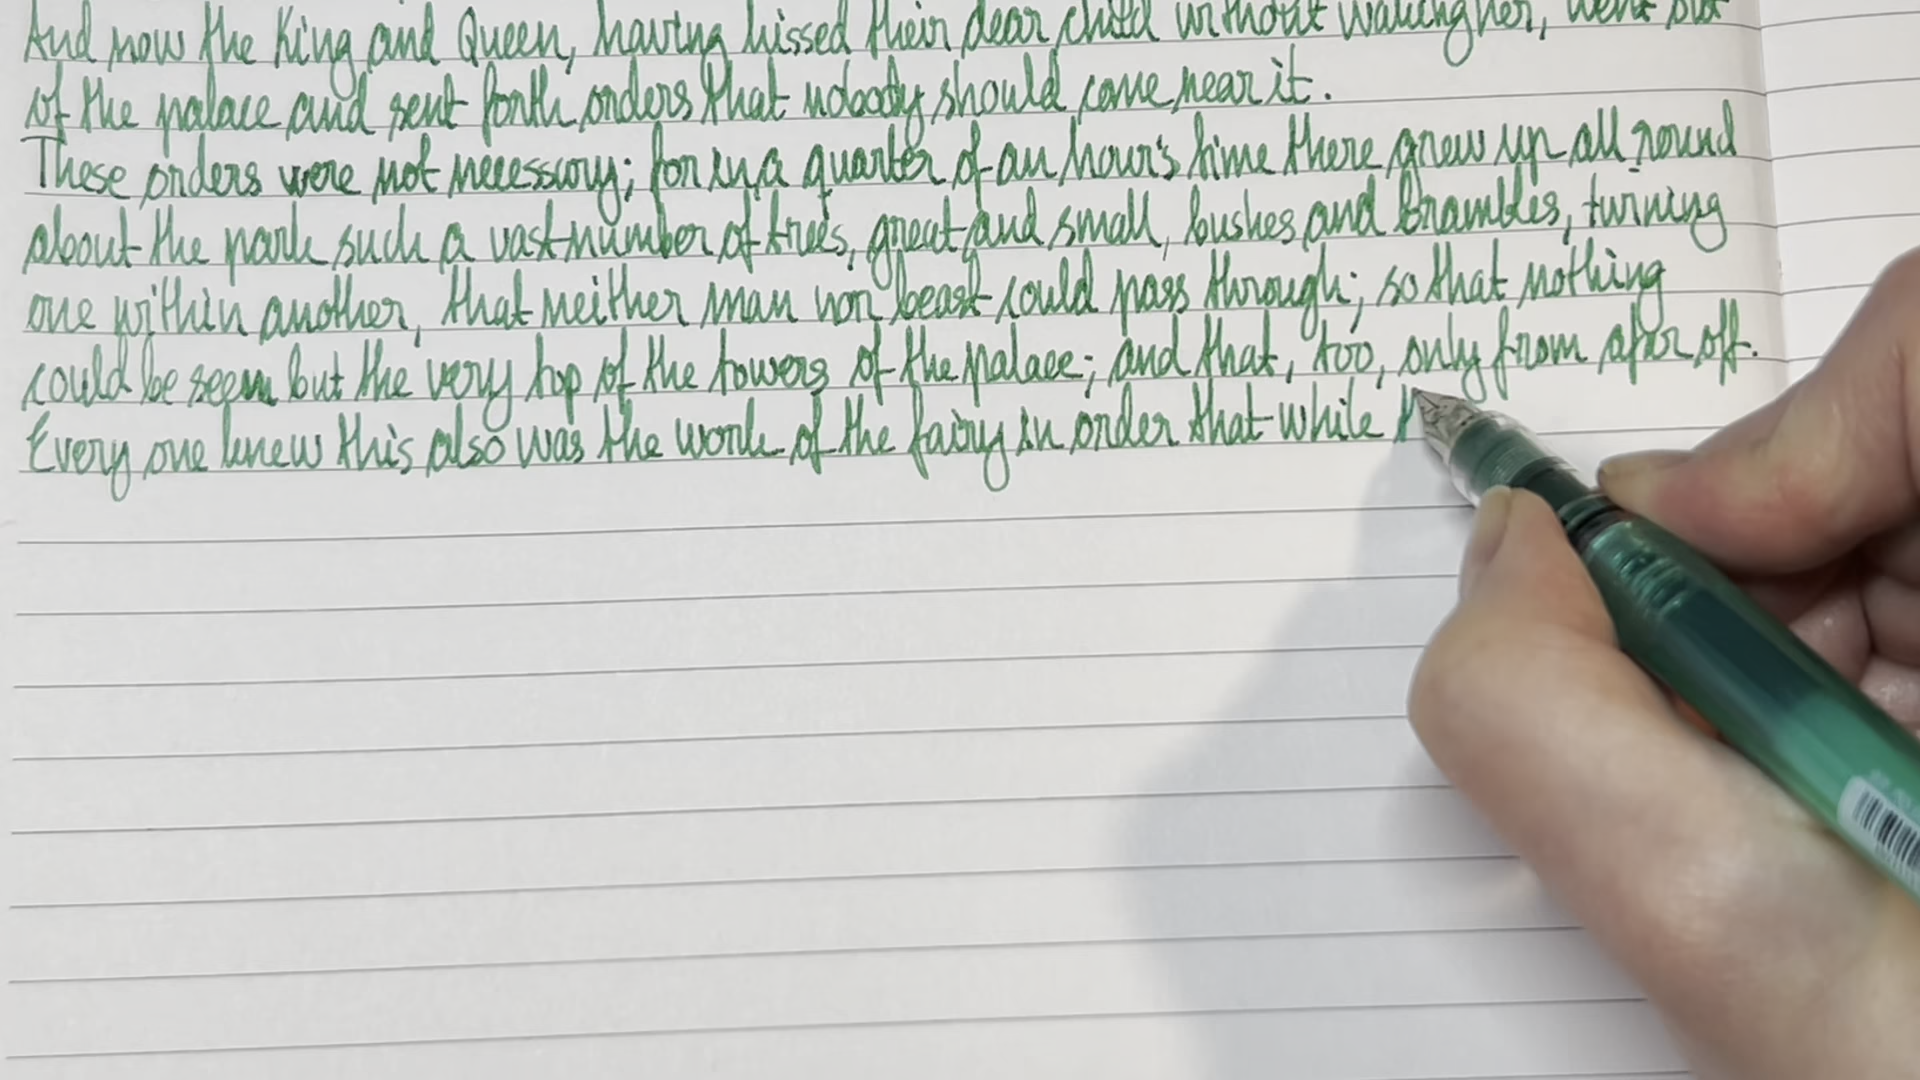 And now the King and Queen, having kissed their dear child without waking her, went out
of the palace and sent forth orders that nobody should come near it.
These orders were not necessary; for in a quarter of an hour's time there grew up all round
about the park such a vast number of trees, great and small, bushes and brambles, turning
one within another, that neither man nor beast could pass through; so that nothing
could be seen but the very top of the towers of the palace; and that, too, only from afar off.
Every one knew this also was the work of the fairy in order that while